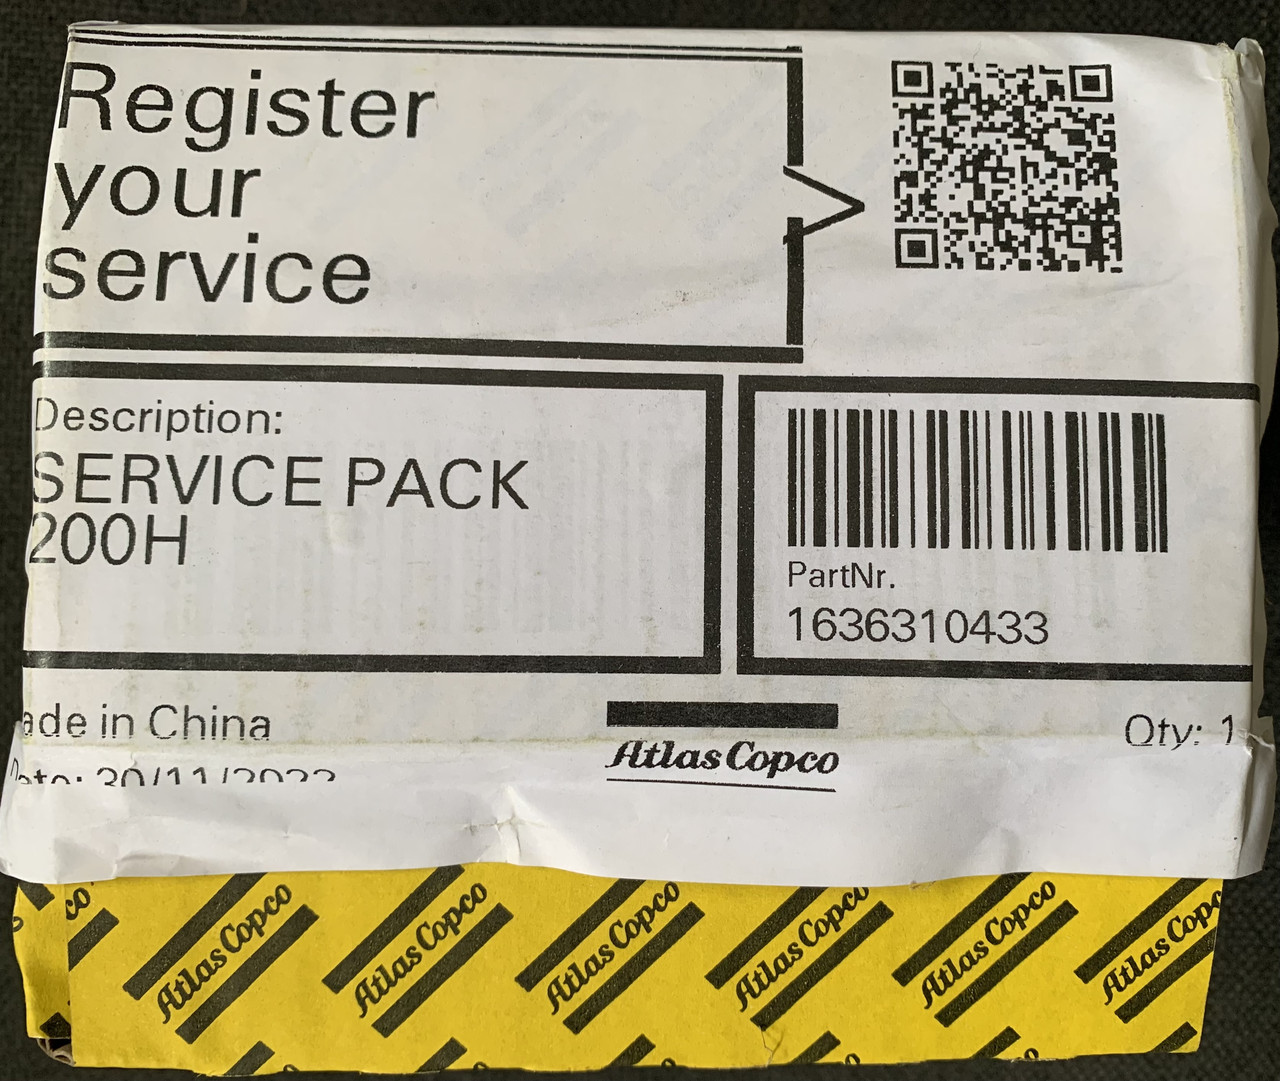 Register
your
service
Description:
SERVICE PACK
200H
PartNr.
1636310433
ade in China
Qty: 1
Atlas Copco
Atlas Copco
Atlas Copco
Atlas Copco
Atlas Copco
Atlas Copco
Atlas Copco